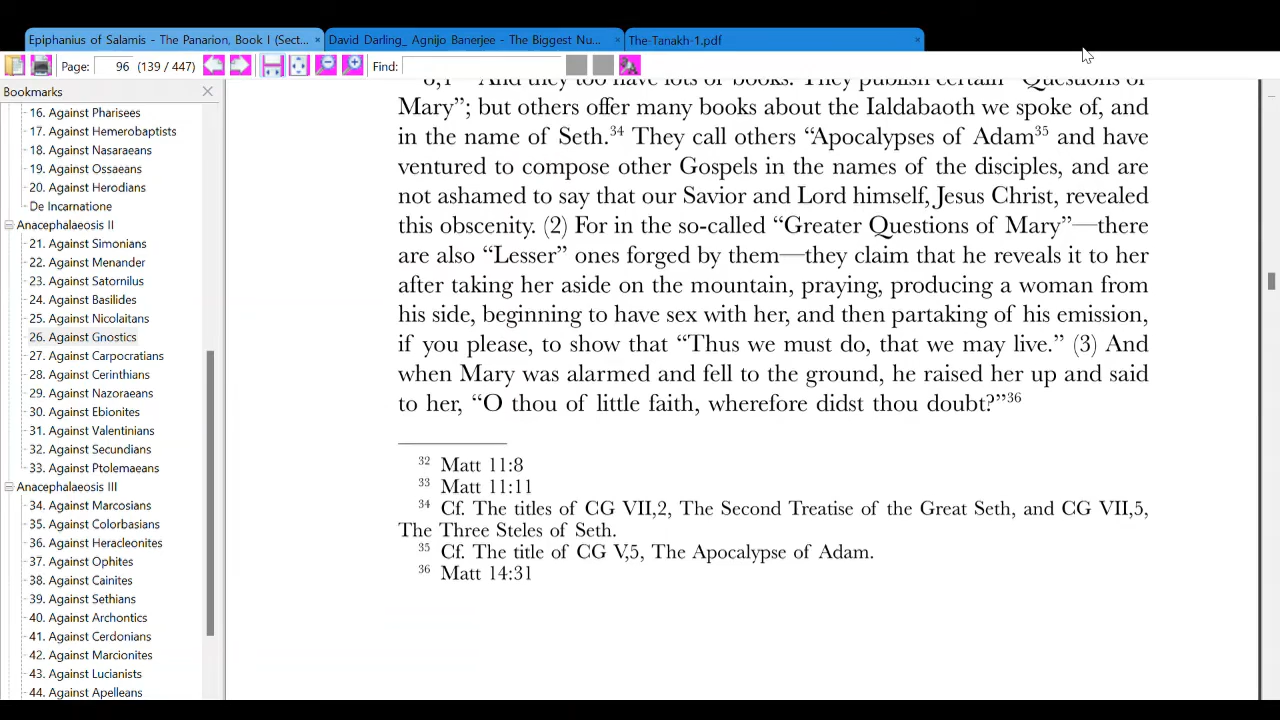 Epiphanius of Salamis - The Panarion, Book I (Sect... ×
David Darling_ Agnijo Banerjee - The Biggest Nu... ×
The-Tanakh-1.pdf ×
Page: 96 (139 / 447) Find:
Bookmarks
16. Against Pharisees
17. Against Hemerobaptists
18. Against Nasaraeans
19. Against Ossaeans
20. Against Herodians
De Incarnatione
Anacephalaeosis II
21. Against Simonians
22. Against Menander
23. Against Satornilus
24. Against Basilides
25. Against Nicolaitans
26. Against Gnostics
27. Against Carpocratians
28. Against Cerinthians
29. Against Nazoraeans
30. Against Ebionites
31. Against Valentinians
32. Against Secundians
33. Against Ptolemaeans
Anacephalaeosis III
34. Against Marcosians
35. Against Colorbasians
36. Against Heracleonites
37. Against Ophites
38. Against Cainites
39. Against Sethians
40. Against Archontics
41. Against Cerdonians
42. Against Marcionites
43. Against Lucianists
44. Against Apelleans
And they too have lots of books. They publish certain “Questions of
Mary”; but others offer many books about the Ialdabaoth we spoke of, and
in the name of Seth.34 They call others “Apocalypses of Adam35 and have
ventured to compose other Gospels in the names of the disciples, and are
not ashamed to say that our Savior and Lord himself, Jesus Christ, revealed
this obscenity. (2) For in the so-called “Greater Questions of Mary”—there
are also “Lesser” ones forged by them—they claim that he reveals it to her
after taking her aside on the mountain, praying, producing a woman from
his side, beginning to have sex with her, and then partaking of his emission,
if you please, to show that “Thus we must do, that we may live.” (3) And
when Mary was alarmed and fell to the ground, he raised her up and said
to her, “O thou of little faith, wherefore didst thou doubt?”36
32 Matt 11:8
33 Matt 11:11
34 Cf. The titles of CG VII,2, The Second Treatise of the Great Seth, and CG VII,5,
The Three Steles of Seth.
35 Cf. The title of CG V,5, The Apocalypse of Adam.
36 Matt 14:31